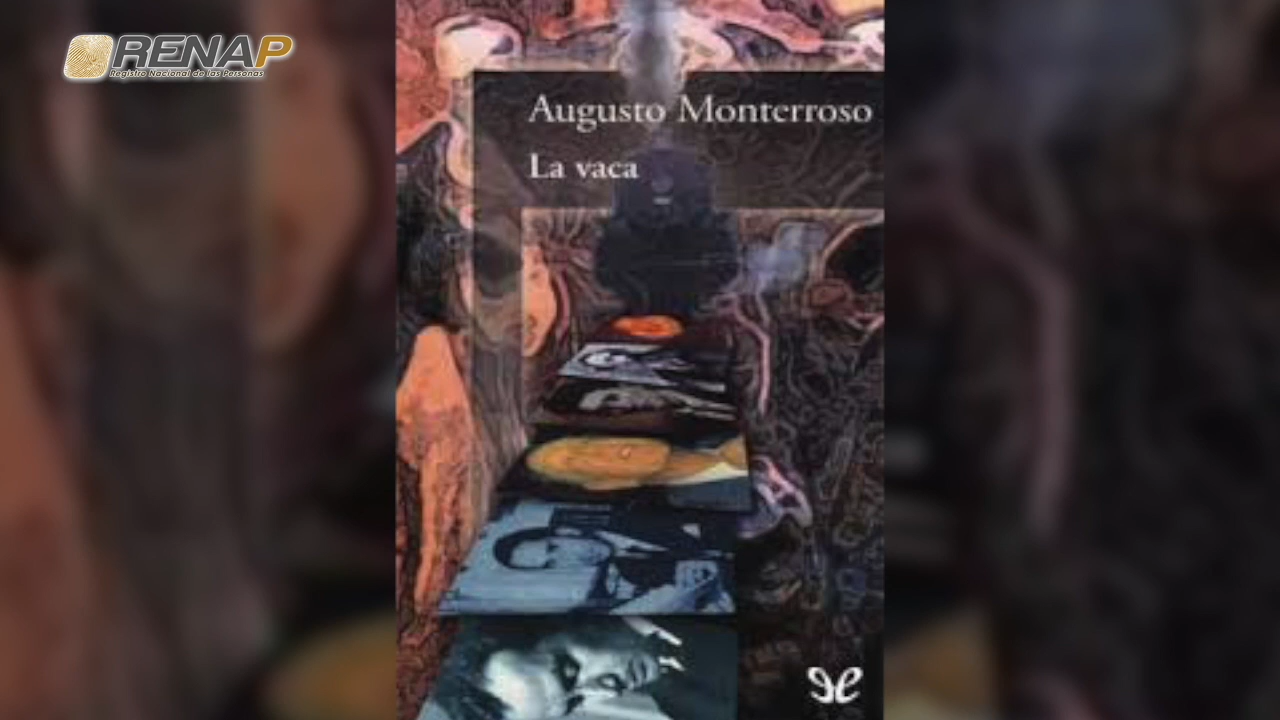 RENAP
Registro Nacional de las Personas
Augusto Monterroso
La vaca